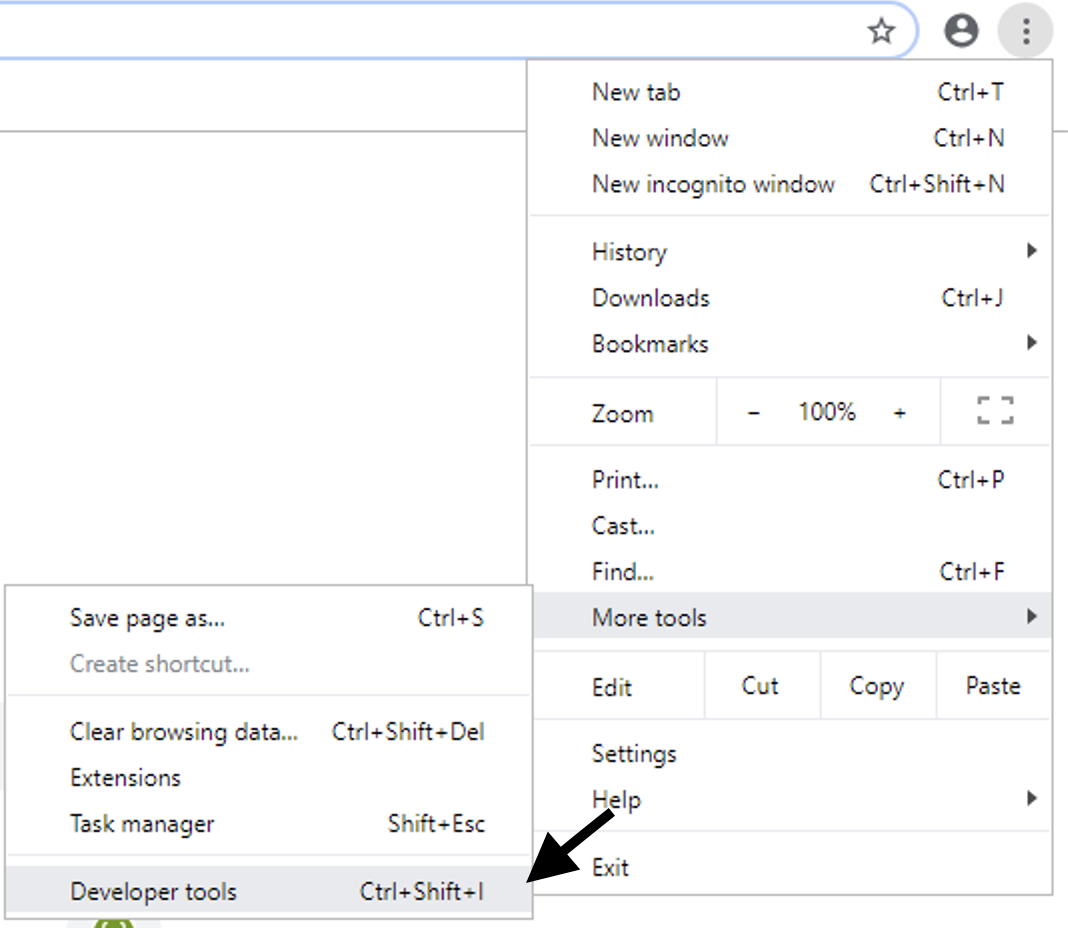 New tab Ctrl+T
New window Ctrl+N
New incognito window Ctrl+Shift+N
History
Downloads Ctrl+J
Bookmarks
Zoom - 100% +
Print... Ctrl+P
Cast...
Find... Ctrl+F
More tools
Edit Cut Copy Paste
Settings
Help
Exit
Save page as... Ctrl+S
Create shortcut...
Clear browsing data... Ctrl+Shift+Del
Extensions
Task manager Shift+Esc
Developer tools Ctrl+Shift+I